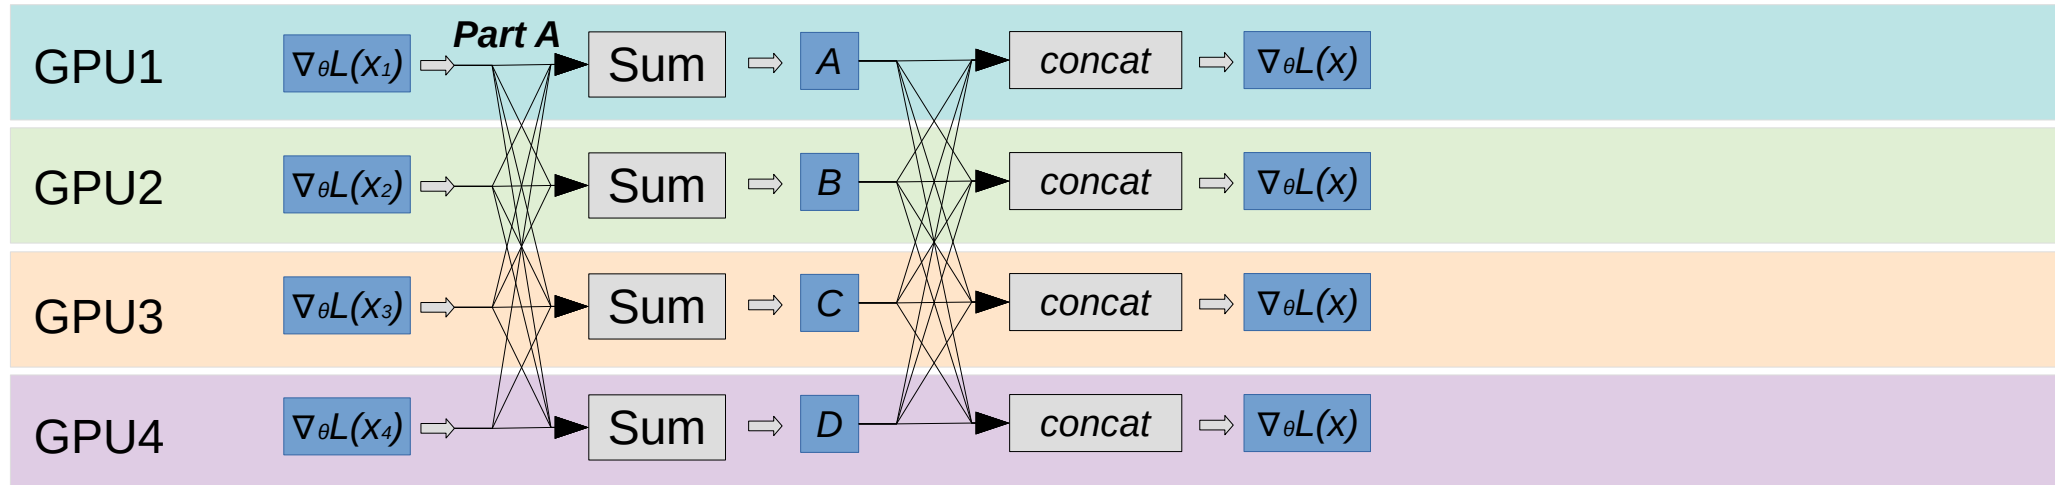 Part A
GPU1 ∇θL(x1) Sum A concat ∇θL(x)
GPU2 ∇θL(x2) Sum B concat ∇θL(x)
GPU3 ∇θL(x3) Sum C concat ∇θL(x)
GPU4 ∇θL(x4) Sum D concat ∇θL(x)